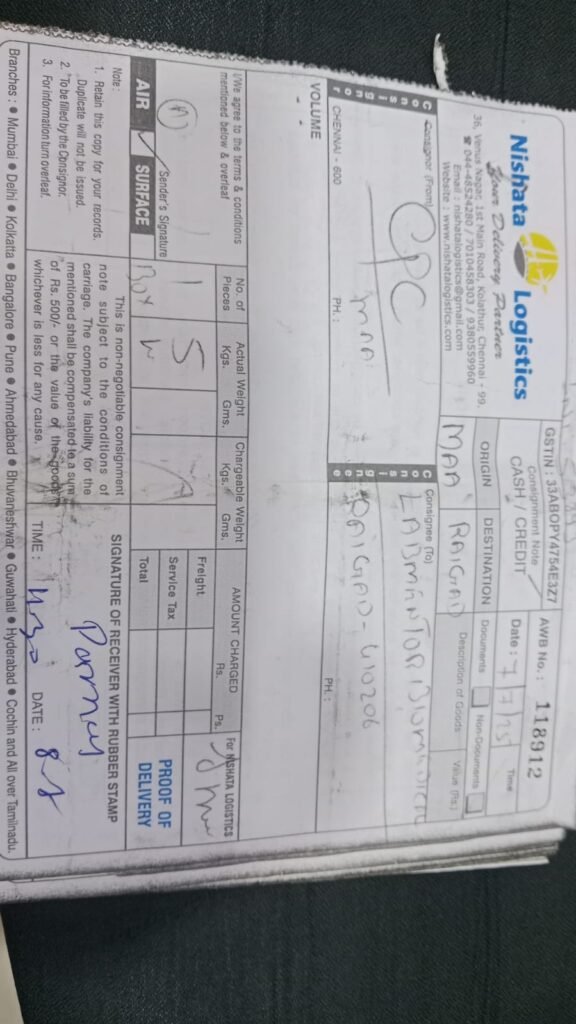 Nishata Logistics
Your Delivery Partner
36, Venus Nagar, 1st Main Road, Kolathur, Chennai - 99.
☎ 044-48524280 / 7010458303 / 9380559960
Email : nishatalogistics@gmail.com
Website : www.nishatalogistics.com
GSTIN : 33ABOPY4754E3Z7
Consignment Note
CASH / CREDIT
AWB No.: 118912
Date : 7/7/25
Time
ORIGIN
MAA
DESTINATION
RAIGAD
Documents
Non-Documents
Description of Goods
Value (Rs.)
Consignor
Consignor (From)
CPC
MAA
CHENNAI - 600
PH. :
Consignee
Consignee (To)
RAIGAD - 410206
PH. :
VOLUME
I/We agree to the terms & conditions
mentioned below & overleaf
Sender's Signature
No. of Pieces
1
Box
Actual Weight
Kgs. Gms.
5
Chargeable Weight
Kgs. Gms.
AMOUNT CHARGED
Rs. Ps.
Freight
Service Tax
Total
For NISHATA LOGISTICS
PROOF OF
DELIVERY
AIR
SURFACE
Note :
1. Retain this copy for your records.
Duplicate will not be issued.
2. To be filled by the Consignor.
3. For information turn overleaf.
This is non-negotiable consignment
note subject to the conditions of
carriage. The company's liability for the
mentioned shall be compensated to a sum
of Rs. 500/- or the value of the goods
whichever is less for any cause.
SIGNATURE OF RECEIVER WITH RUBBER STAMP
TIME :
DATE :
Branches : ● Mumbai ● Delhi ● Kolkatta ● Bangalore ● Pune ● Ahmedabad ● Bhuvaneshwar ● Guwahati ● Hyderabad ● Cochin and All over Tamilnadu.